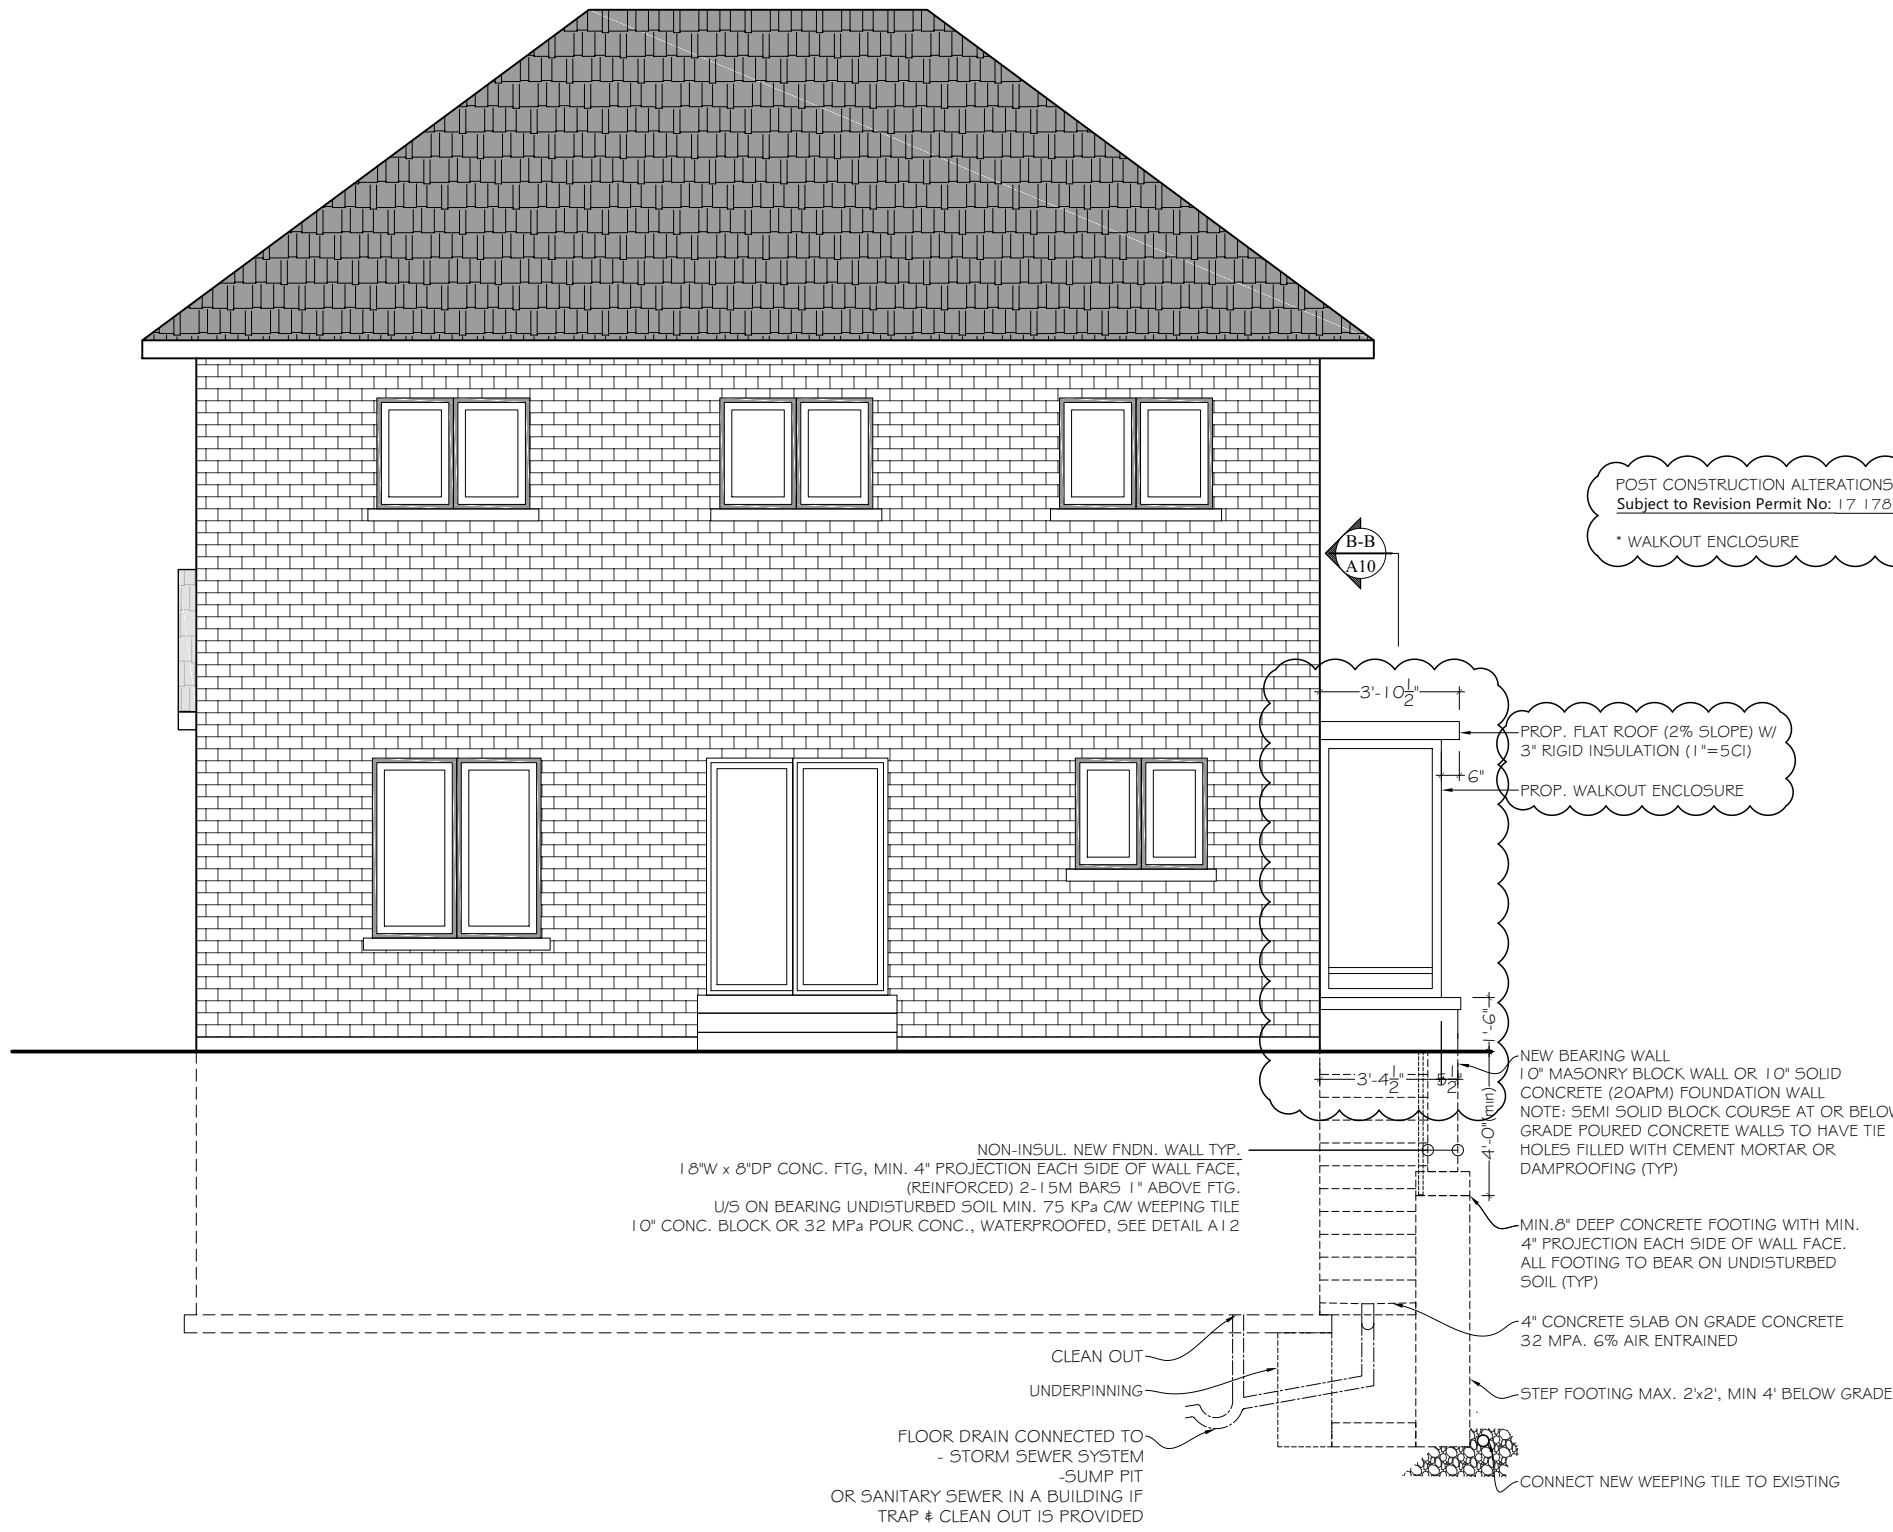 POST CONSTRUCTION ALTERATIONS
Subject to Revision Permit No: 17 178
* WALKOUT ENCLOSURE
B-B
A10
3'-10 1/2"
PROP. FLAT ROOF (2% SLOPE) W/
3" RIGID INSULATION (1"=5CI)
6"
PROP. WALKOUT ENCLOSURE
1'-6"
NEW BEARING WALL
10" MASONRY BLOCK WALL OR 10" SOLID
CONCRETE (20APM) FOUNDATION WALL
NOTE: SEMI SOLID BLOCK COURSE AT OR BELOW
GRADE POURED CONCRETE WALLS TO HAVE TIE
HOLES FILLED WITH CEMENT MORTAR OR
DAMPROOFING (TYP)
3'-4 1/2"
5 1/2"
4'-0"(min)
NON-INSUL. NEW FNDN. WALL TYP.
18"W x 8"DP CONC. FTG, MIN. 4" PROJECTION EACH SIDE OF WALL FACE,
(REINFORCED) 2-15M BARS 1" ABOVE FTG.
U/S ON BEARING UNDISTURBED SOIL MIN. 75 KPa C/W WEEPING TILE
10" CONC. BLOCK OR 32 MPa POUR CONC., WATERPROOFED, SEE DETAIL A12
MIN.8" DEEP CONCRETE FOOTING WITH MIN.
4" PROJECTION EACH SIDE OF WALL FACE.
ALL FOOTING TO BEAR ON UNDISTURBED
SOIL (TYP)
4" CONCRETE SLAB ON GRADE CONCRETE
32 MPA. 6% AIR ENTRAINED
CLEAN OUT
UNDERPINNING
STEP FOOTING MAX. 2'x2', MIN 4' BELOW GRADE
FLOOR DRAIN CONNECTED TO
- STORM SEWER SYSTEM
-SUMP PIT
OR SANITARY SEWER IN A BUILDING IF
TRAP & CLEAN OUT IS PROVIDED
CONNECT NEW WEEPING TILE TO EXISTING